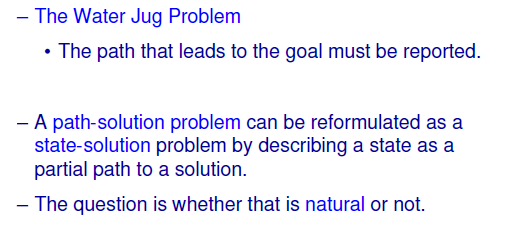 – The Water Jug Problem
• The path that leads to the goal must be reported.
– A path-solution problem can be reformulated as a
state-solution problem by describing a state as a
partial path to a solution.
– The question is whether that is natural or not.